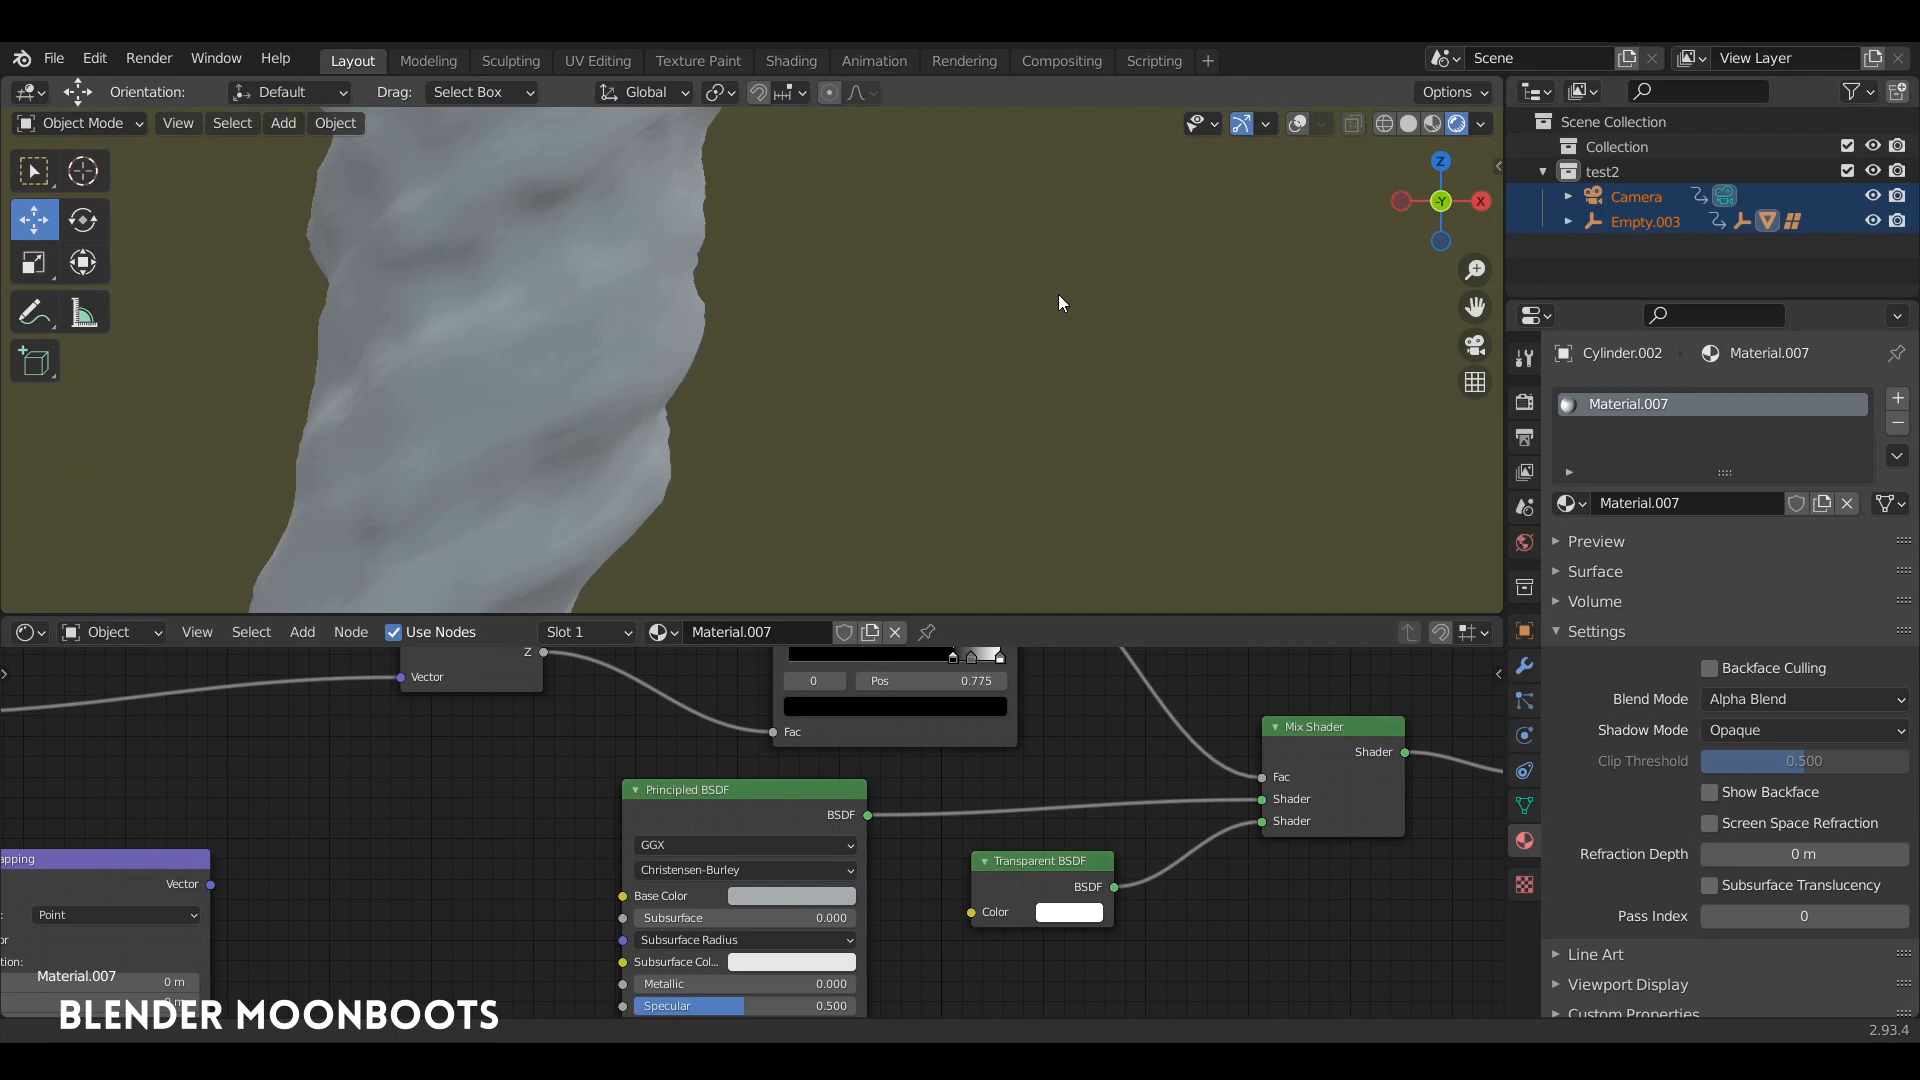 File Edit Render Window Help Layout Modeling Sculpting UV Editing Texture Paint Shading Animation Rendering Compositing Scripting + Scene View Layer
Orientation: Default Drag: Select Box Global Options
Object Mode View Select Add Object
Z
-Y X
Scene Collection
Collection
test2
Camera
Empty.003
Cylinder.002 Material.007
Material.007
Material.007
Preview
Surface
Volume
Settings
Backface Culling
Blend Mode Alpha Blend
Shadow Mode Opaque
Clip Threshold 0.500
Show Backface
Screen Space Refraction
Refraction Depth 0 m
Subsurface Translucency
Pass Index 0
Line Art
Viewport Display
Custom Properties
Object View Select Add Node Use Nodes Slot 1 Material.007
Z
Vector
0 Pos 0.775
Fac
Mix Shader
Shader
Fac
Shader
Shader
Principled BSDF
BSDF
GGX
Christensen-Burley
Base Color
Subsurface 0.000
Subsurface Radius
Subsurface Col...
Metallic 0.000
Specular 0.500
Transparent BSDF
BSDF
Color
apping
Vector
: Point
or
tion:
Material.007
0 m
0 m
BLENDER MOONBOOTS
2.93.4